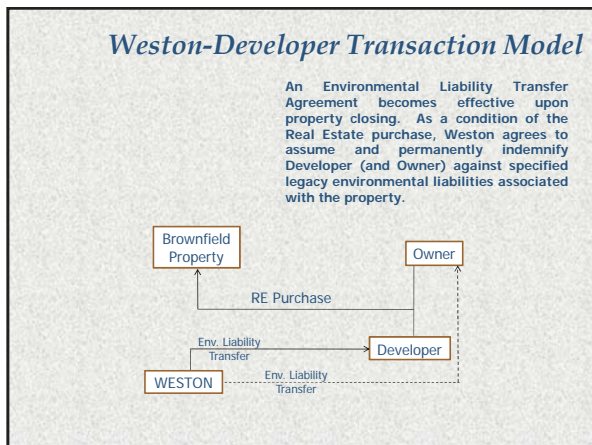 Weston-Developer Transaction Model
An Environmental Liability Transfer
Agreement becomes effective upon
property closing. As a condition of the
Real Estate purchase, Weston agrees to
assume and permanently indemnify
Developer (and Owner) against specified
legacy environmental liabilities associated
with the property.
Brownfield
Property
Owner
RE Purchase
Env. Liability
Transfer
Developer
WESTON
Env. Liability
Transfer